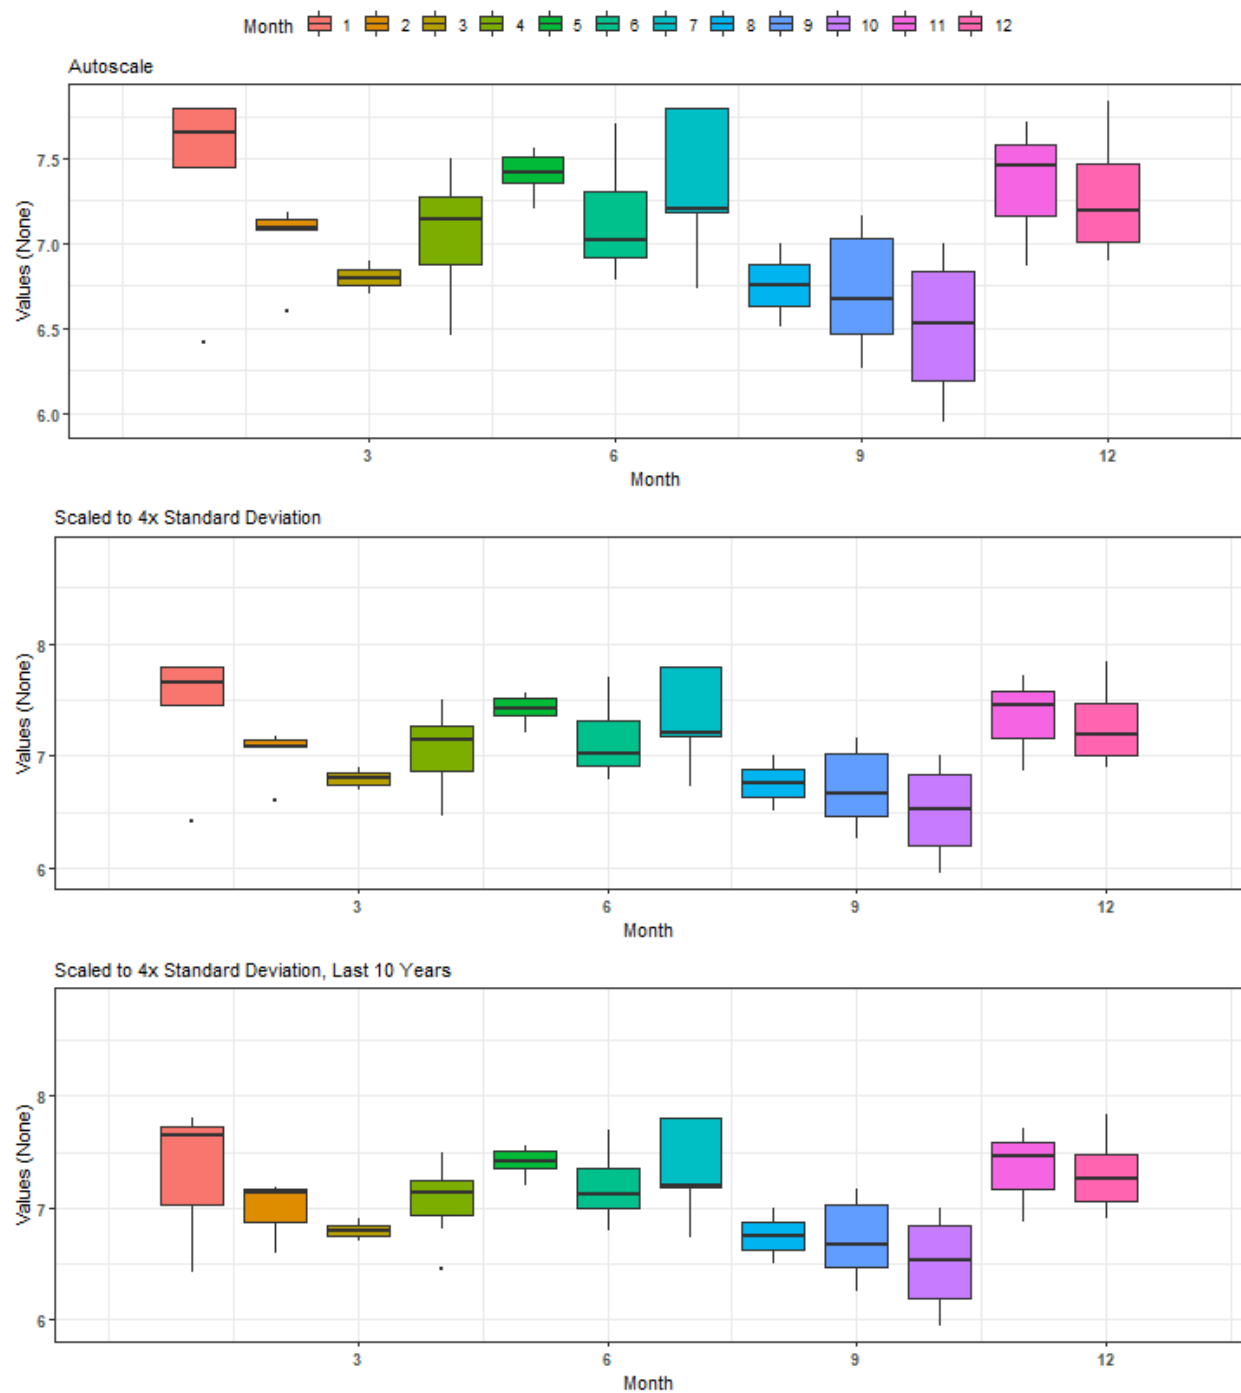 Month 1 2 3 4 5 6 7 8 9 10 11 12
Autoscale
Values (None)
7.5
7.0
6.5
6.0
3 6 9 12
Month
Scaled to 4x Standard Deviation
Values (None)
8
7
6
3 6 9 12
Month
Scaled to 4x Standard Deviation, Last 10 Years
Values (None)
8
7
6
3 6 9 12
Month